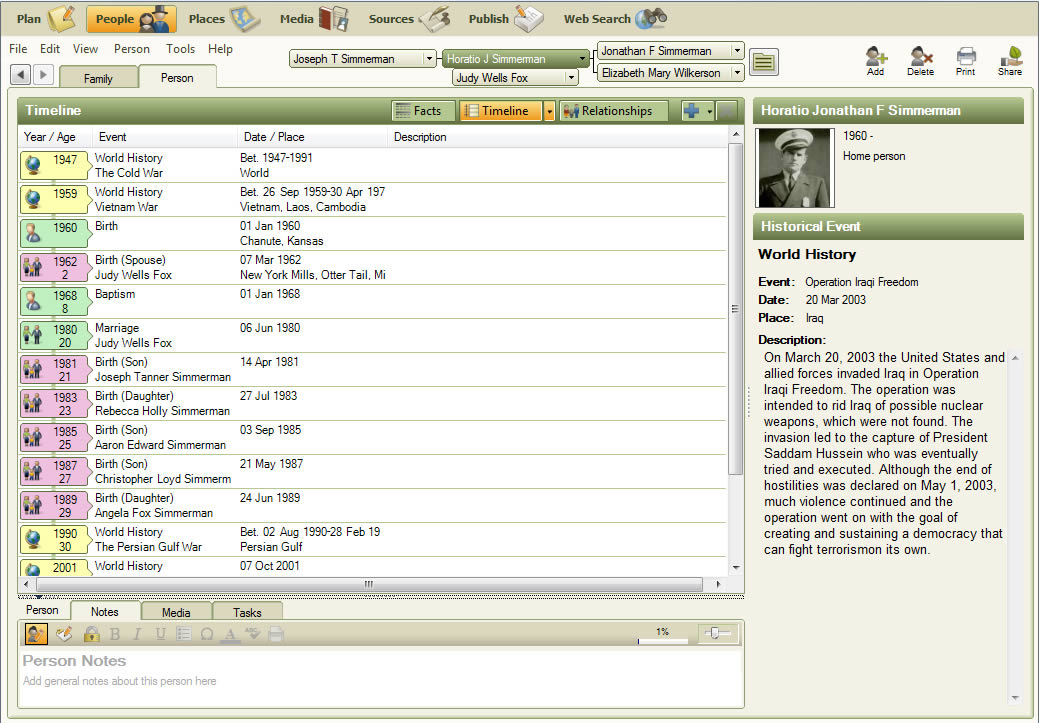 Plan People Places Media Sources Publish Web Search
File Edit View Person Tools Help
Joseph T Simmerman Horatio J Simmerman Jonathan F Simmerman
Judy Wells Fox Elizabeth Mary Wilkerson
Add Delete Print Share
Family Person
Timeline Facts Timeline Relationships
Year / Age Event Date / Place Description
1947 World History Bet. 1947-1991
The Cold War World
1959 World History Bet. 26 Sep 1959-30 Apr 197
Vietnam War Vietnam, Laos, Cambodia
1960 Birth 01 Jan 1960
Chanute, Kansas
1962 Birth (Spouse) 07 Mar 1962
2 Judy Wells Fox New York Mills, Otter Tail, Mi
1968 Baptism 01 Jan 1968
8
1980 Marriage 06 Jun 1980
20 Judy Wells Fox
1981 Birth (Son) 14 Apr 1981
21 Joseph Tanner Simmerman
1983 Birth (Daughter) 27 Jul 1983
23 Rebecca Holly Simmerman
1985 Birth (Son) 03 Sep 1985
25 Aaron Edward Simmerman
1987 Birth (Son) 21 May 1987
27 Christopher Loyd Simmerm
1989 Birth (Daughter) 24 Jun 1989
29 Angela Fox Simmerman
1990 World History Bet. 02 Aug 1990-28 Feb 19
30 The Persian Gulf War Persian Gulf
2001 World History 07 Oct 2001
Person Notes Media Tasks
B I U Ω A ABC 1%
Person Notes
Add general notes about this person here
Horatio Jonathan F Simmerman
1960 -
Home person
Historical Event
World History
Event: Operation Iraqi Freedom
Date: 20 Mar 2003
Place: Iraq
Description:
On March 20, 2003 the United States and
allied forces invaded Iraq in Operation
Iraqi Freedom. The operation was
intended to rid Iraq of possible nuclear
weapons, which were not found. The
invasion led to the capture of President
Saddam Hussein who was eventually
tried and executed. Although the end of
hostilities was declared on May 1, 2003,
much violence continued and the
operation went on with the goal of
creating and sustaining a democracy that
can fight terrorismon its own.